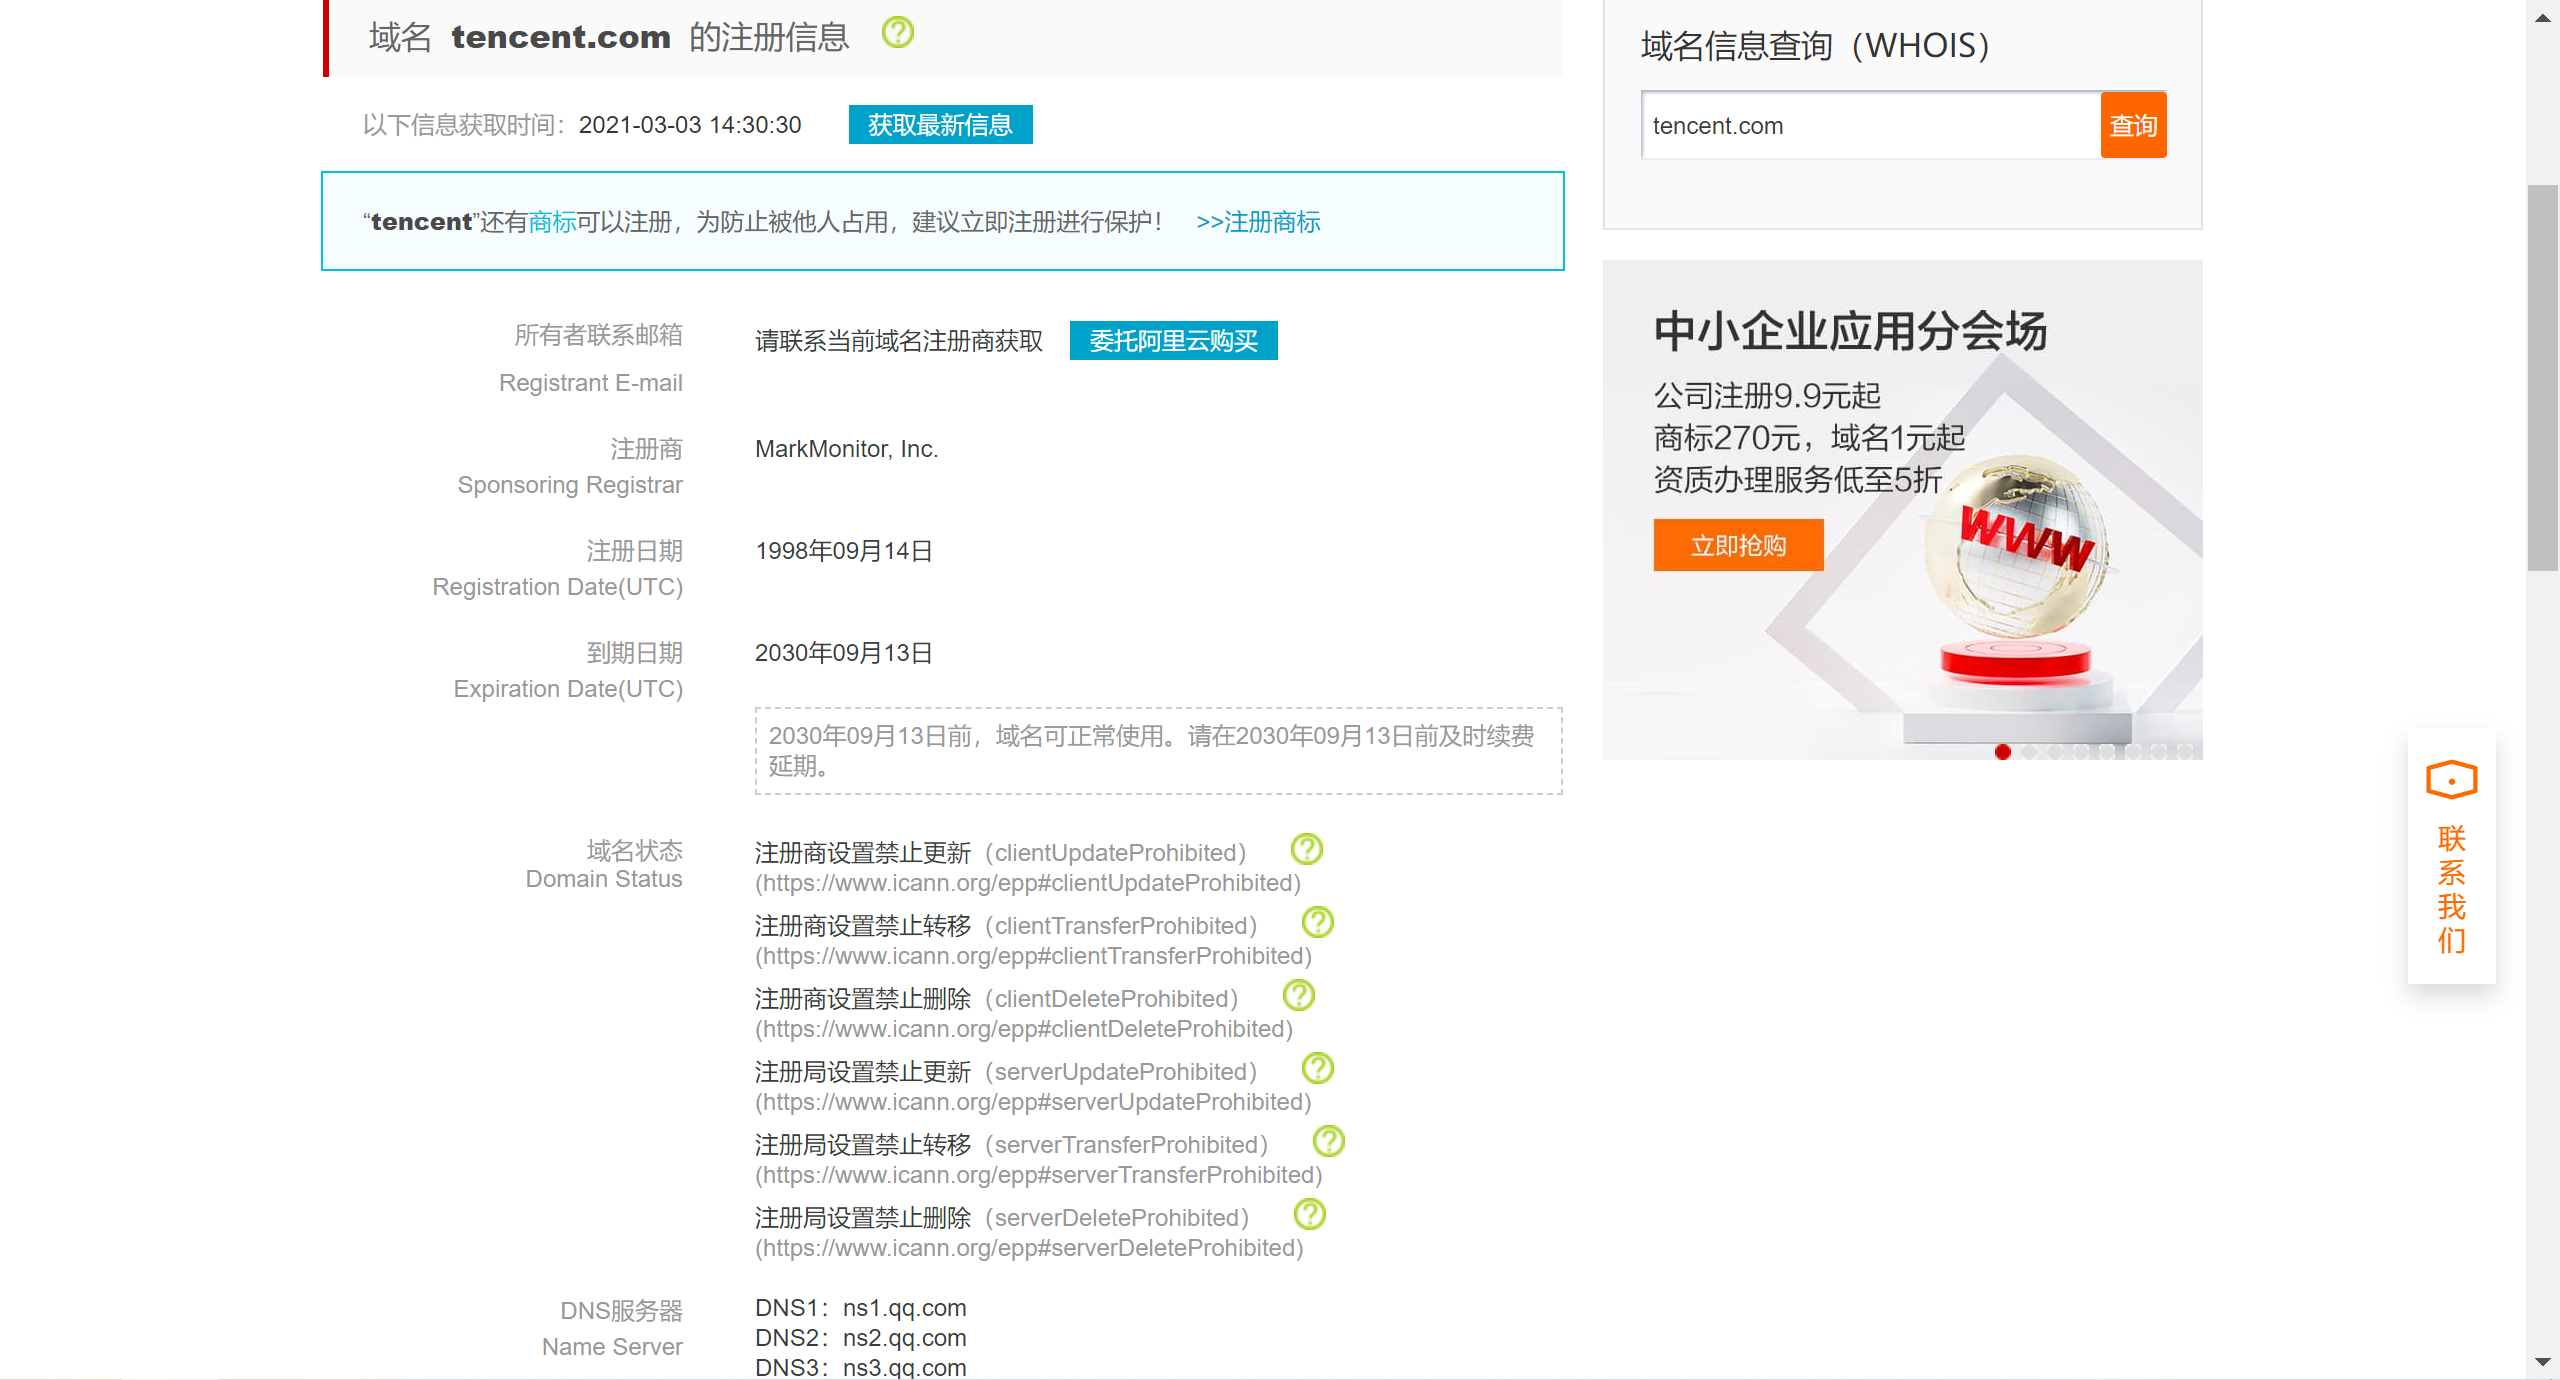 域名 tencent.com 的注册信息
以下信息获取时间：2021-03-03 14:30:30 获取最新信息
“tencent”还有商标可以注册，为防止被他人占用，建议立即注册进行保护！ >>注册商标
所有者联系邮箱
Registrant E-mail
请联系当前域名注册商获取 委托阿里云购买
注册商
Sponsoring Registrar
MarkMonitor, Inc.
注册日期
Registration Date(UTC)
1998年09月14日
到期日期
Expiration Date(UTC)
2030年09月13日
2030年09月13日前，域名可正常使用。请在2030年09月13日前及时续费
延期。
域名状态
Domain Status
注册商设置禁止更新（clientUpdateProhibited）
(https://www.icann.org/epp#clientUpdateProhibited)
注册商设置禁止转移（clientTransferProhibited）
(https://www.icann.org/epp#clientTransferProhibited)
注册商设置禁止删除（clientDeleteProhibited）
(https://www.icann.org/epp#clientDeleteProhibited)
注册局设置禁止更新（serverUpdateProhibited）
(https://www.icann.org/epp#serverUpdateProhibited)
注册局设置禁止转移（serverTransferProhibited）
(https://www.icann.org/epp#serverTransferProhibited)
注册局设置禁止删除（serverDeleteProhibited）
(https://www.icann.org/epp#serverDeleteProhibited)
DNS服务器
Name Server
DNS1：ns1.qq.com
DNS2：ns2.qq.com
DNS3：ns3.qq.com
域名信息查询（WHOIS）
tencent.com 查询
中小企业应用分会场
公司注册9.9元起
商标270元，域名1元起
资质办理服务低至5折
立即抢购
WWW
联系我们